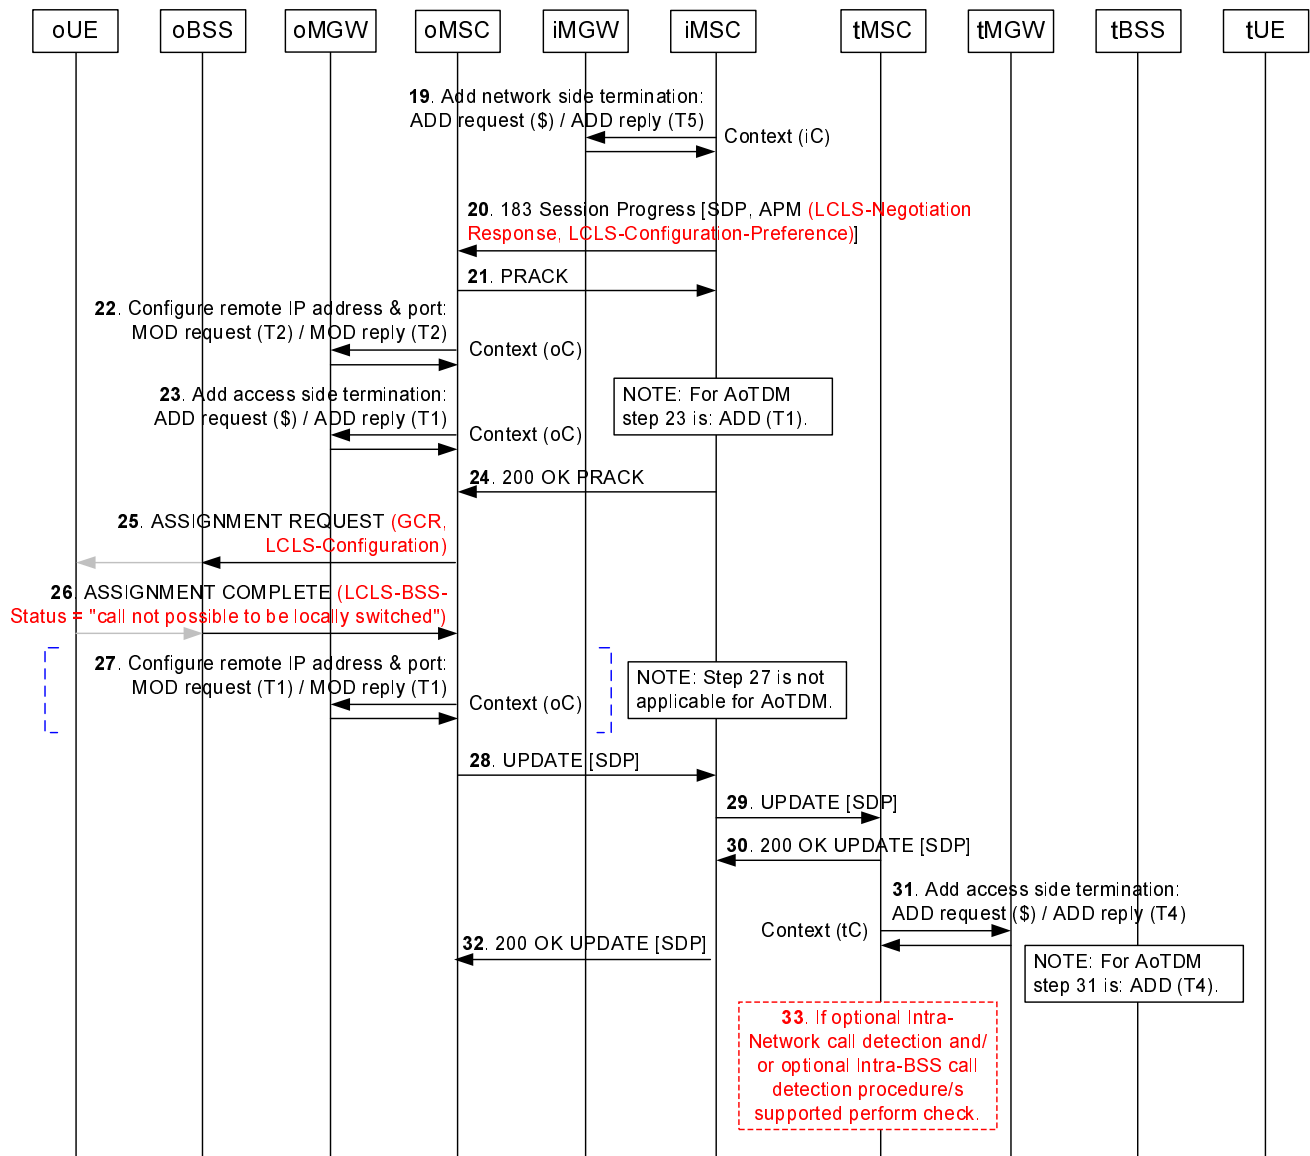 oUE oBSS oMGW oMSC iMGW iMSC tMSC tMGW tBSS tUE
19. Add network side termination:
ADD request ($) / ADD reply (T5)
Context (iC)
20. 183 Session Progress [SDP, APM (LCLS-Negotiation
Response, LCLS-Configuration-Preference)]
21. PRACK
22. Configure remote IP address & port:
MOD request (T2) / MOD reply (T2)
Context (oC)
23. Add access side termination:
ADD request ($) / ADD reply (T1)
Context (oC)
NOTE: For AoTDM
step 23 is: ADD (T1).
24. 200 OK PRACK
25. ASSIGNMENT REQUEST (GCR,
LCLS-Configuration)
26. ASSIGNMENT COMPLETE (LCLS-BSS-
Status = "call not possible to be locally switched")
27. Configure remote IP address & port:
MOD request (T1) / MOD reply (T1)
Context (oC)
NOTE: Step 27 is not
applicable for AoTDM.
28. UPDATE [SDP]
29. UPDATE [SDP]
30. 200 OK UPDATE [SDP]
31. Add access side termination:
ADD request ($) / ADD reply (T4)
Context (tC)
32. 200 OK UPDATE [SDP]
NOTE: For AoTDM
step 31 is: ADD (T4).
33. If optional Intra-
Network call detection and/
or optional Intra-BSS call
detection procedure/s
supported perform check.